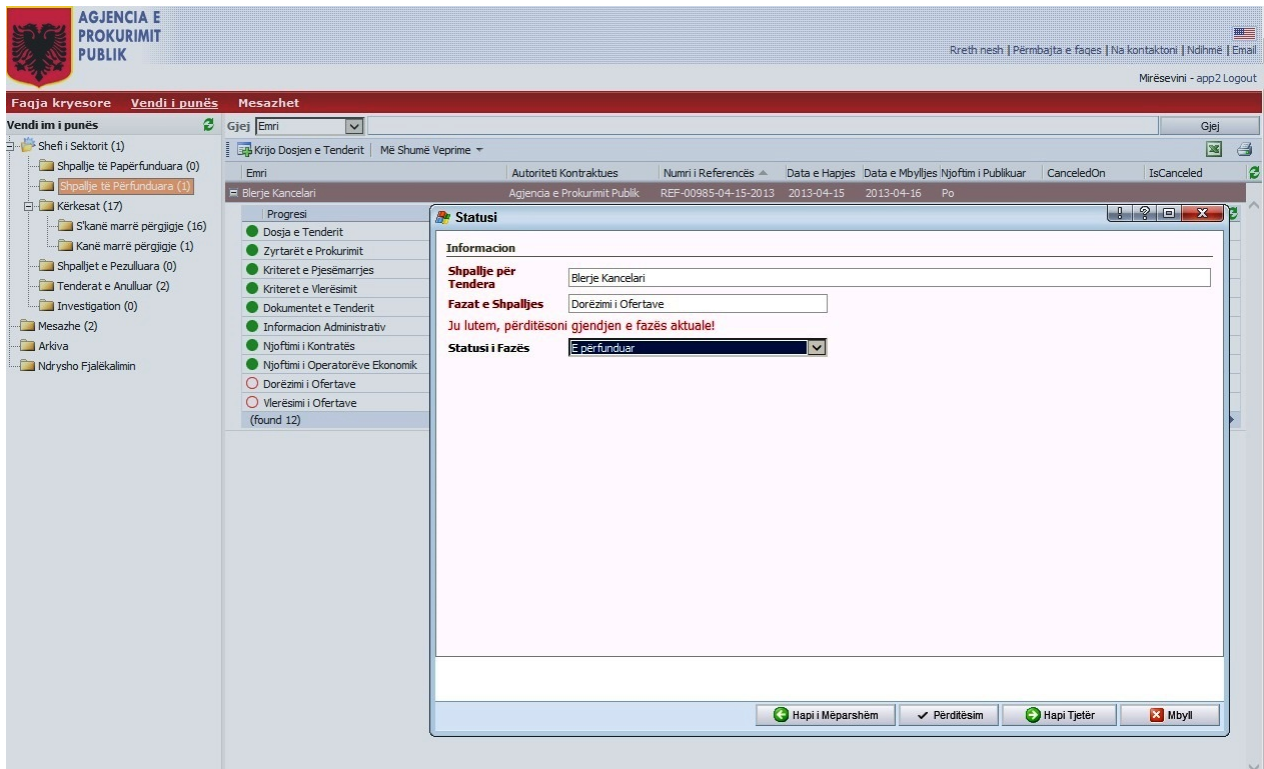 AGJENCIA E
PROKURIMIT
PUBLIK
Rreth nesh | Përmbajta e faqes | Na kontaktoni | Ndihmë | Email
Mirësevini - app2 Logout
Faqja kryesore Vendi i punës Mesazhet
Vendi im i punës
Gjej Emri Gjej
Shefi i Sektorit (1)
Krijo Dosjen e Tenderit | Më Shumë Veprime
Shpallje të Papërfunduara (0)
Emri Autoriteti Kontraktues Numri i Referencës Data e Hapjes Data e Mbylljes Njoftim i Publikuar CanceledOn IsCanceled
Shpallje të Përfunduara (1)
Blerje Kancelari Agjencia e Prokurimit Publik REF-00985-04-15-2013 2013-04-15 2013-04-16 Po
Kërkesat (17)
S'kanë marrë përgjigje (16)
Kanë marrë përgjigje (1)
Shpalljet e Pezulluara (0)
Tenderat e Anulluar (2)
Investigation (0)
Mesazhe (2)
Arkiva
Ndrysho Fjalëkalimin
Progresi
Dosja e Tenderit
Zyrtarët e Prokurimit
Kriteret e Pjesëmarrjes
Kriteret e Vlerësimit
Dokumentet e Tenderit
Informacion Administrativ
Njoftimi i Kontratës
Njoftimi i Operatorëve Ekonomik
Dorëzimi i Ofertave
Vlerësimi i Ofertave
(found 12)
Statusi
Informacion
Shpallje për
Tendera
Blerje Kancelari
Fazat e Shpalljes Dorëzimi i Ofertave
Ju lutem, përditësoni gjendjen e fazës aktuale!
Statusi i Fazës E përfunduar
Hapi i Mëparshëm Përditësim Hapi Tjetër Mbyll